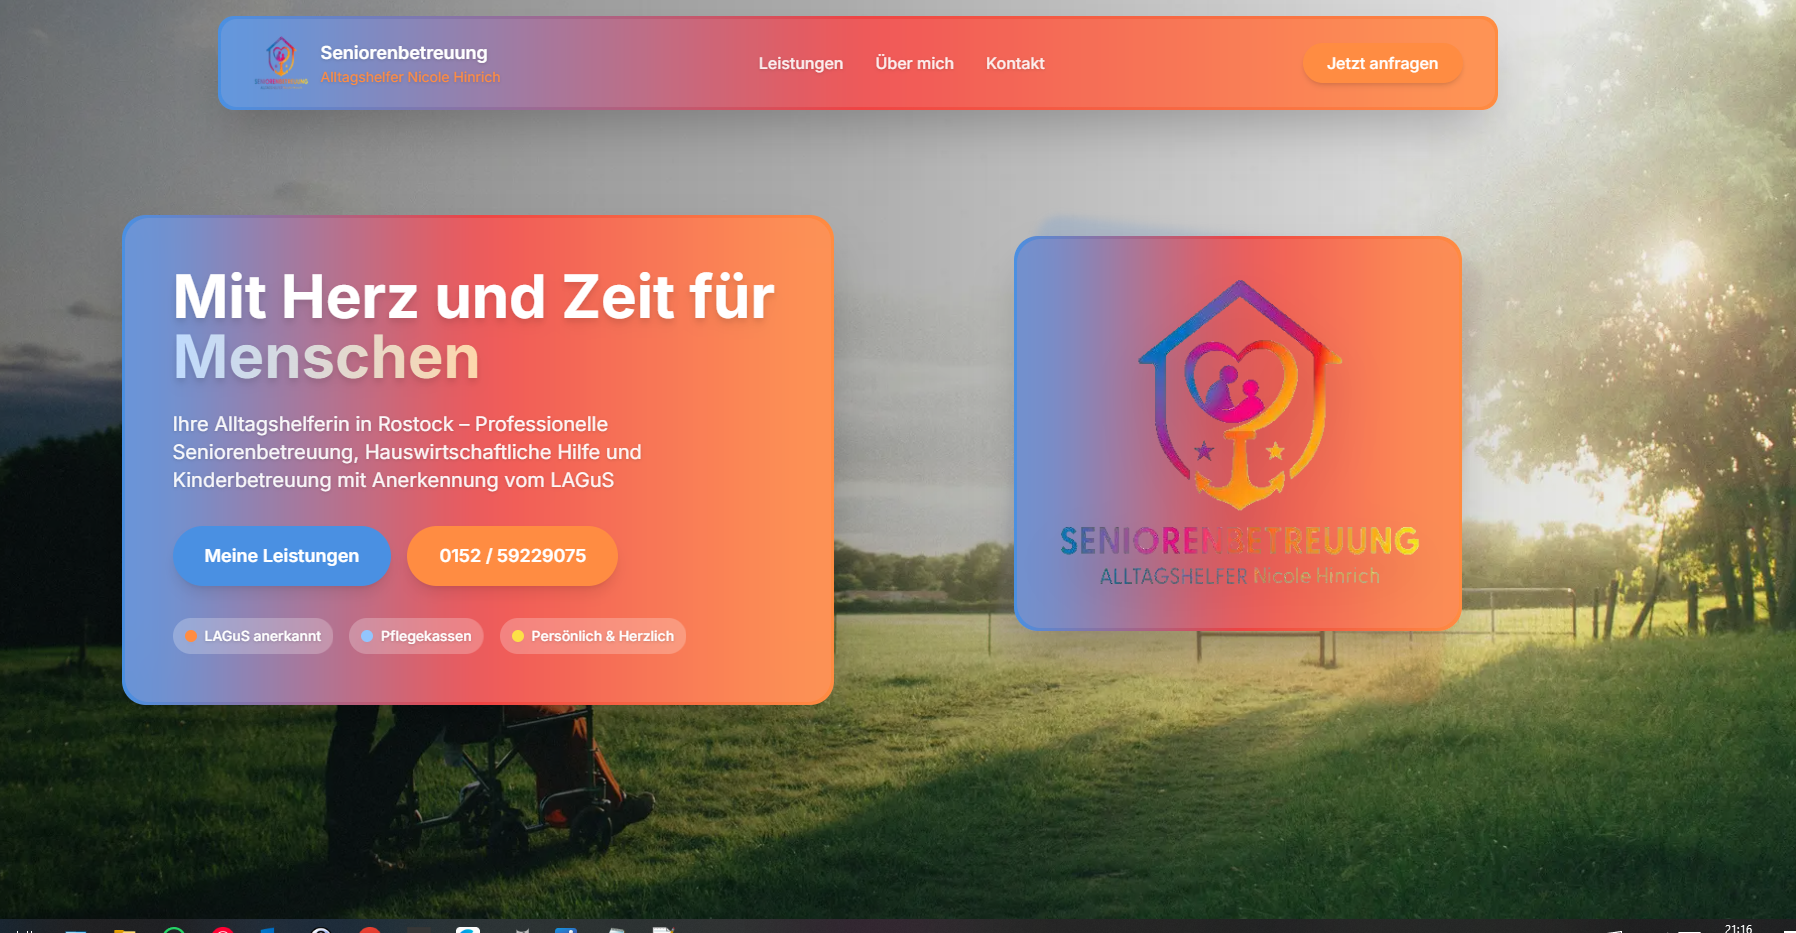 Seniorenbetreuung
Alltagshelfer Nicole Hinrich
Leistungen
Über mich
Kontakt
Jetzt anfragen
Mit Herz und Zeit für
Menschen
Ihre Alltagshelferin in Rostock – Professionelle
Seniorenbetreuung, Hauswirtschaftliche Hilfe und
Kinderbetreuung mit Anerkennung vom LAGuS
Meine Leistungen
0152 / 59229075
LAGuS anerkannt
Pflegekassen
Persönlich & Herzlich
SENIORENBETREUUNG
ALLTAGSHELFER Nicole Hinrich
21:16